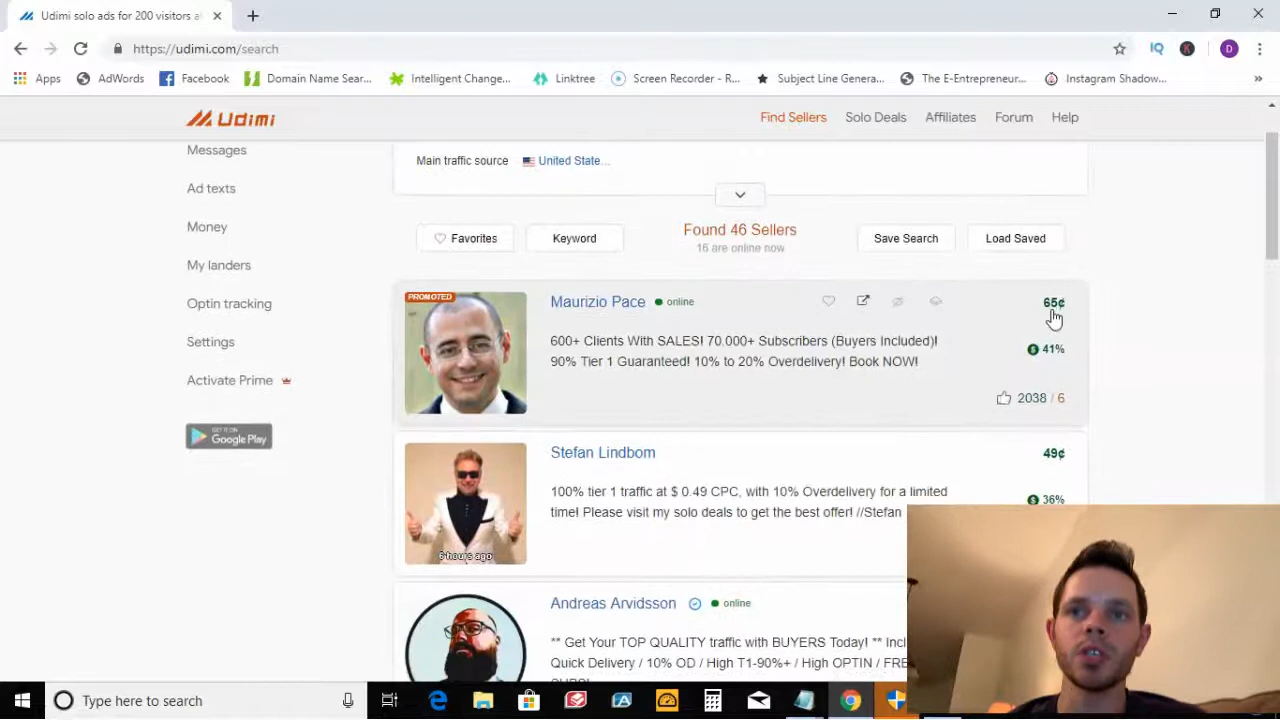 Udimi solo ads for 200 visitors a
https://udimi.com/search
Apps
AdWords
Facebook
Domain Name Sear...
Intelligent Change...
Linktree
Screen Recorder - R...
Subject Line Genera...
The E-Entrepreneur...
Instagram Shadow...
»
IQ
K
D
Udimi
Find Sellers
Solo Deals
Affiliates
Forum
Help
Messages
Ad texts
Money
My landers
Optin tracking
Settings
Activate Prime
GET IT ON
Google Play
Main traffic source
United State...
Favorites
Keyword
Found 46 Sellers
16 are online now
Save Search
Load Saved
PROMOTED
Maurizio Pace
online
65¢
600+ Clients With SALES! 70,000+ Subscribers (Buyers Included)!
90% Tier 1 Guaranteed! 10% to 20% Overdelivery! Book NOW!
$ 41%
2038 / 6
6 hours ago
Stefan Lindbom
49¢
100% tier 1 traffic at $ 0.49 CPC, with 10% Overdelivery for a limited
time! Please visit my solo deals to get the best offer! //Stefan
$ 36%
Andreas Arvidsson
online
** Get Your TOP QUALITY traffic with BUYERS Today! ** Incl
Quick Delivery / 10% OD / High T1-90%+ / High OPTIN / FRE
Type here to search